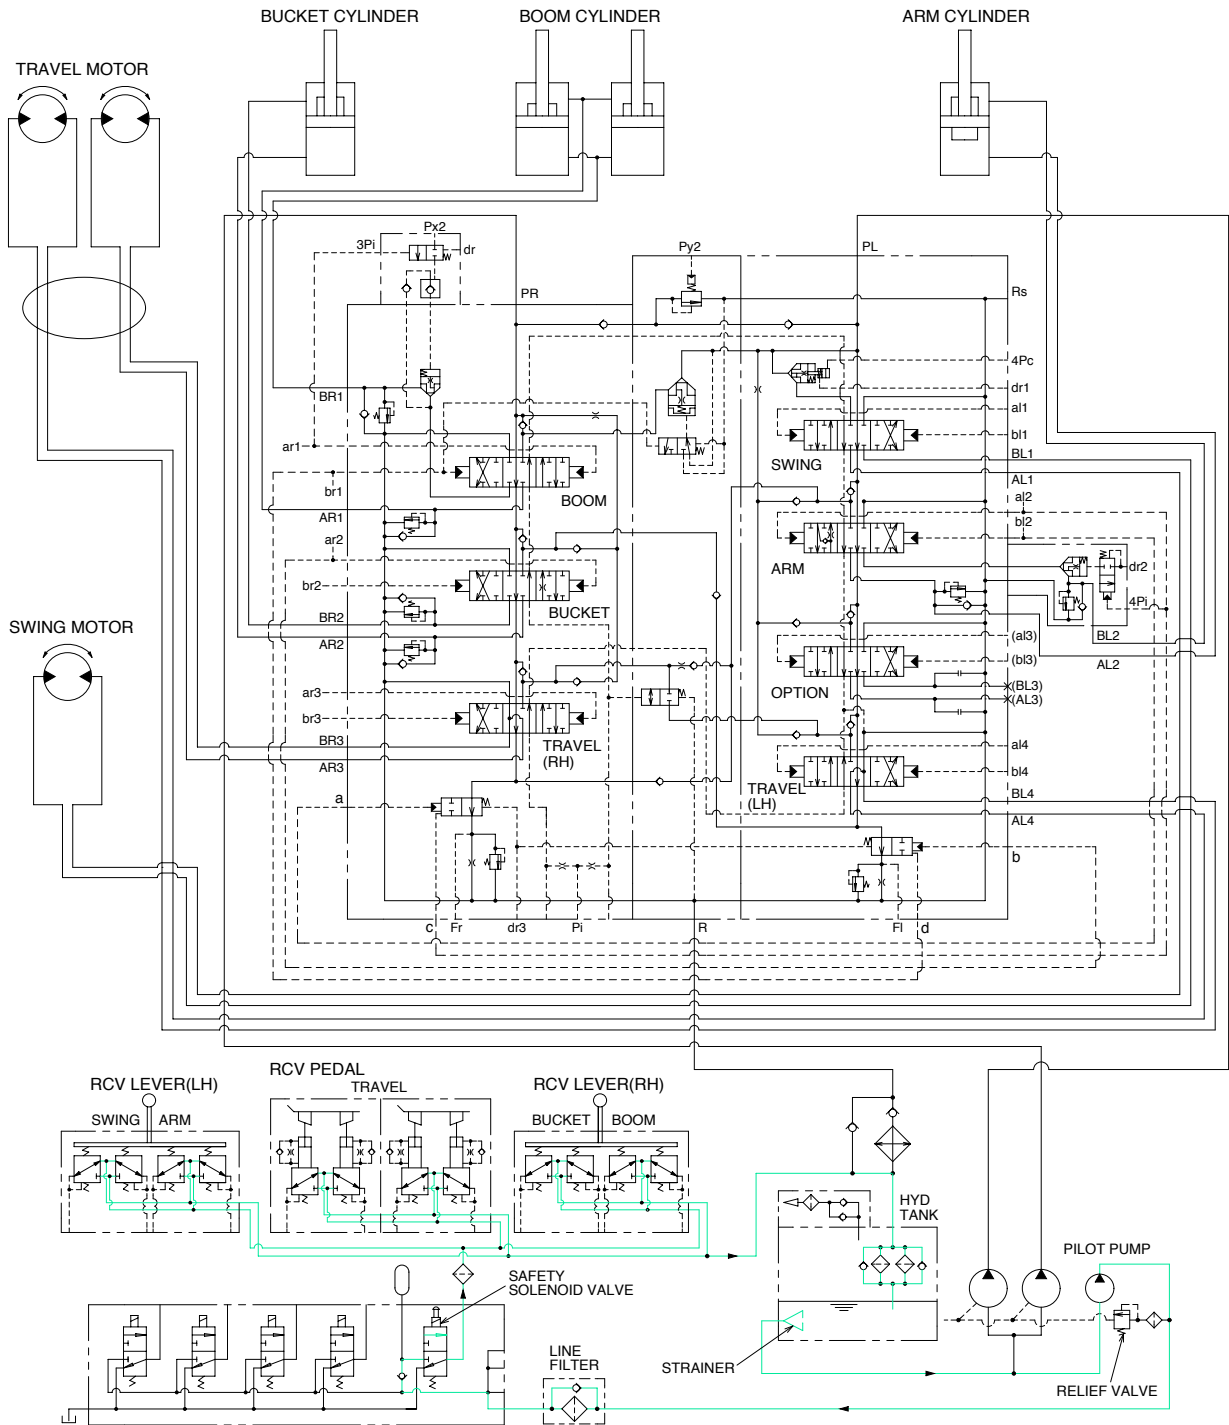 BUCKET CYLINDER
BOOM CYLINDER
ARM CYLINDER
TRAVEL MOTOR
Px2
3Pi
dr
Py2
PL
PR
Rs
4Pc
dr1
BR1
al1
ar1
bl1
SWING
BL1
BOOM
AL1
br1
al2
AR1
bl2
ar2
ARM
dr2
br2
4Pi
BUCKET
BR2
SWING MOTOR
(al3)
BL2
AR2
(bl3)
AL2
OPTION
(BL3)
ar3
(AL3)
br3
BR3
TRAVEL
(RH)
al4
AR3
bl4
TRAVEL
(LH)
BL4
a
AL4
b
c
Fr
dr3
Pi
R
Fl
d
RCV LEVER(LH)
RCV PEDAL
TRAVEL
RCV LEVER(RH)
SWING
ARM
BUCKET
BOOM
HYD
TANK
PILOT PUMP
SAFETY
SOLENOID VALVE
LINE
FILTER
STRAINER
RELIEF VALVE